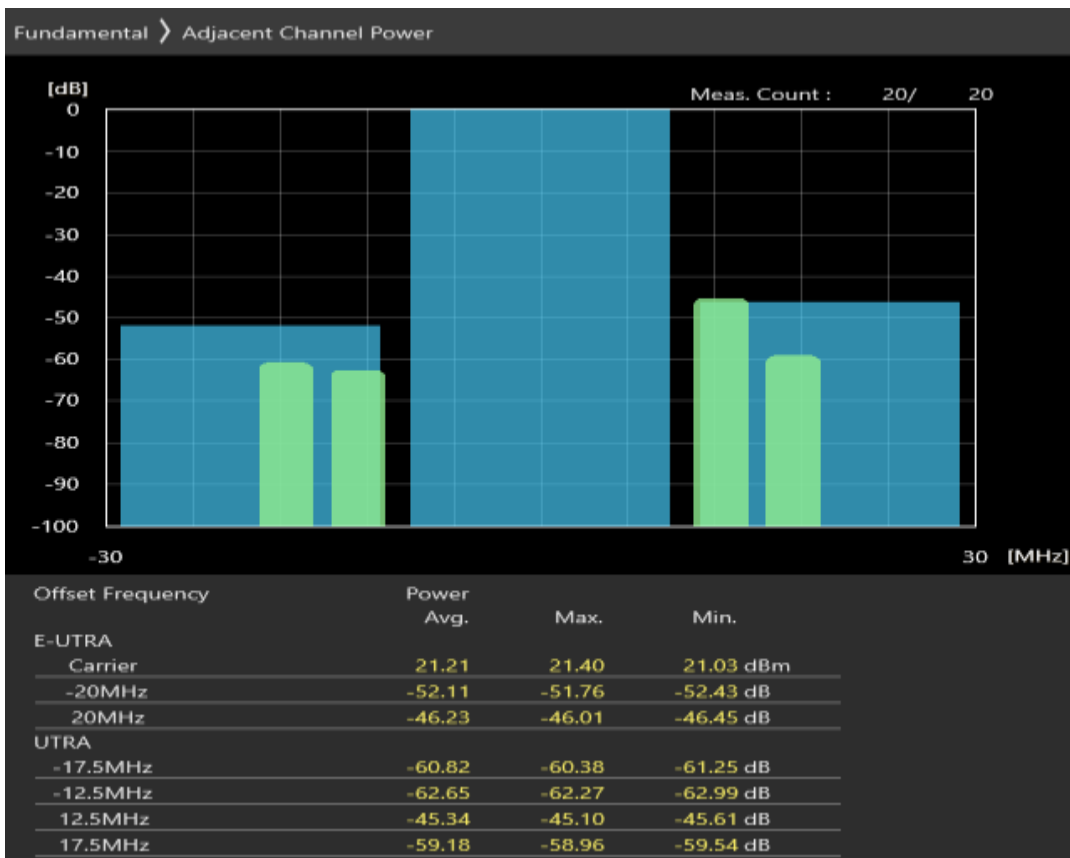 Fundamental 〉 Adjacent Channel Power
[dB]
Meas. Count : 20/ 20
0
-10
-20
-30
-40
-50
-60
-70
-80
-90
-100
-30 30 [MHz]
Offset Frequency Power
Avg. Max. Min.
E-UTRA
Carrier 21.21 21.40 21.03 dBm
-20MHz -52.11 -51.76 -52.43 dB
20MHz -46.23 -46.01 -46.45 dB
UTRA
-17.5MHz -60.82 -60.38 -61.25 dB
-12.5MHz -62.65 -62.27 -62.99 dB
12.5MHz -45.34 -45.10 -45.61 dB
17.5MHz -59.18 -58.96 -59.54 dB